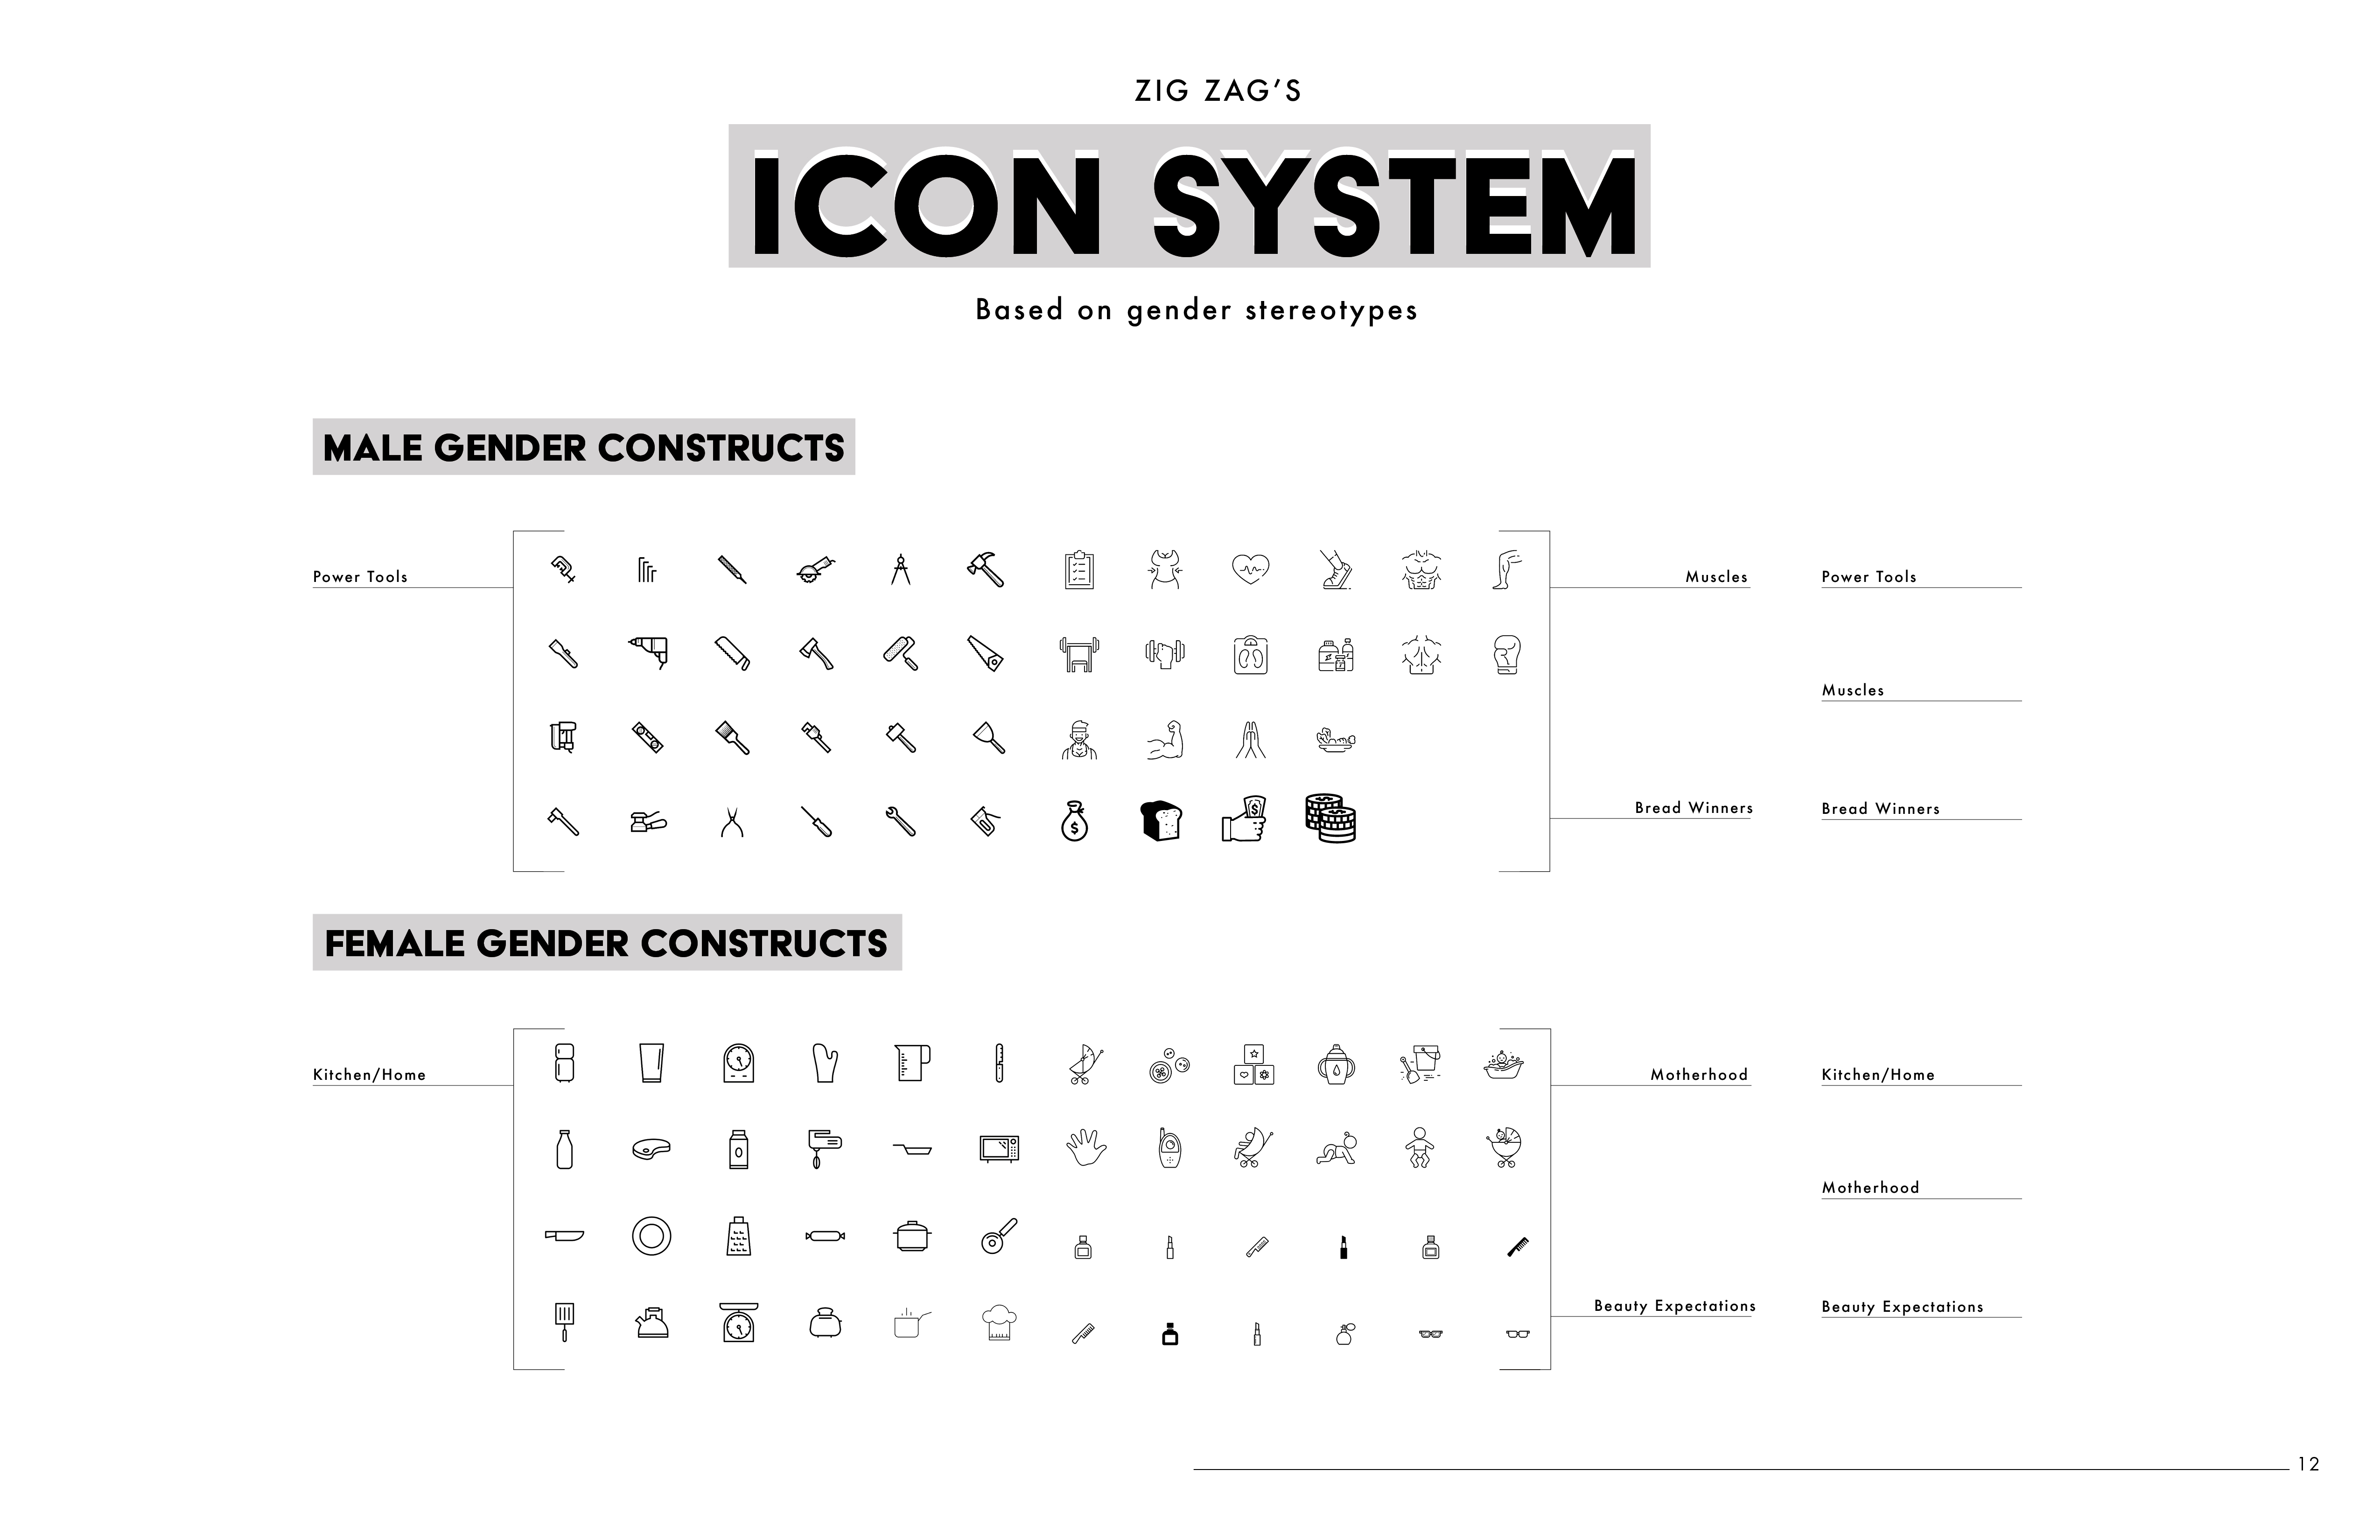 ZIG ZAG'S
ICON SYSTEM
Based on gender stereotypes
MALE GENDER CONSTRUCTS
Power Tools
Muscles
Power Tools
Muscles
Bread Winners
Bread Winners
FEMALE GENDER CONSTRUCTS
Kitchen/Home
Motherhood
Kitchen/Home
Motherhood
Beauty Expectations
Beauty Expectations
12